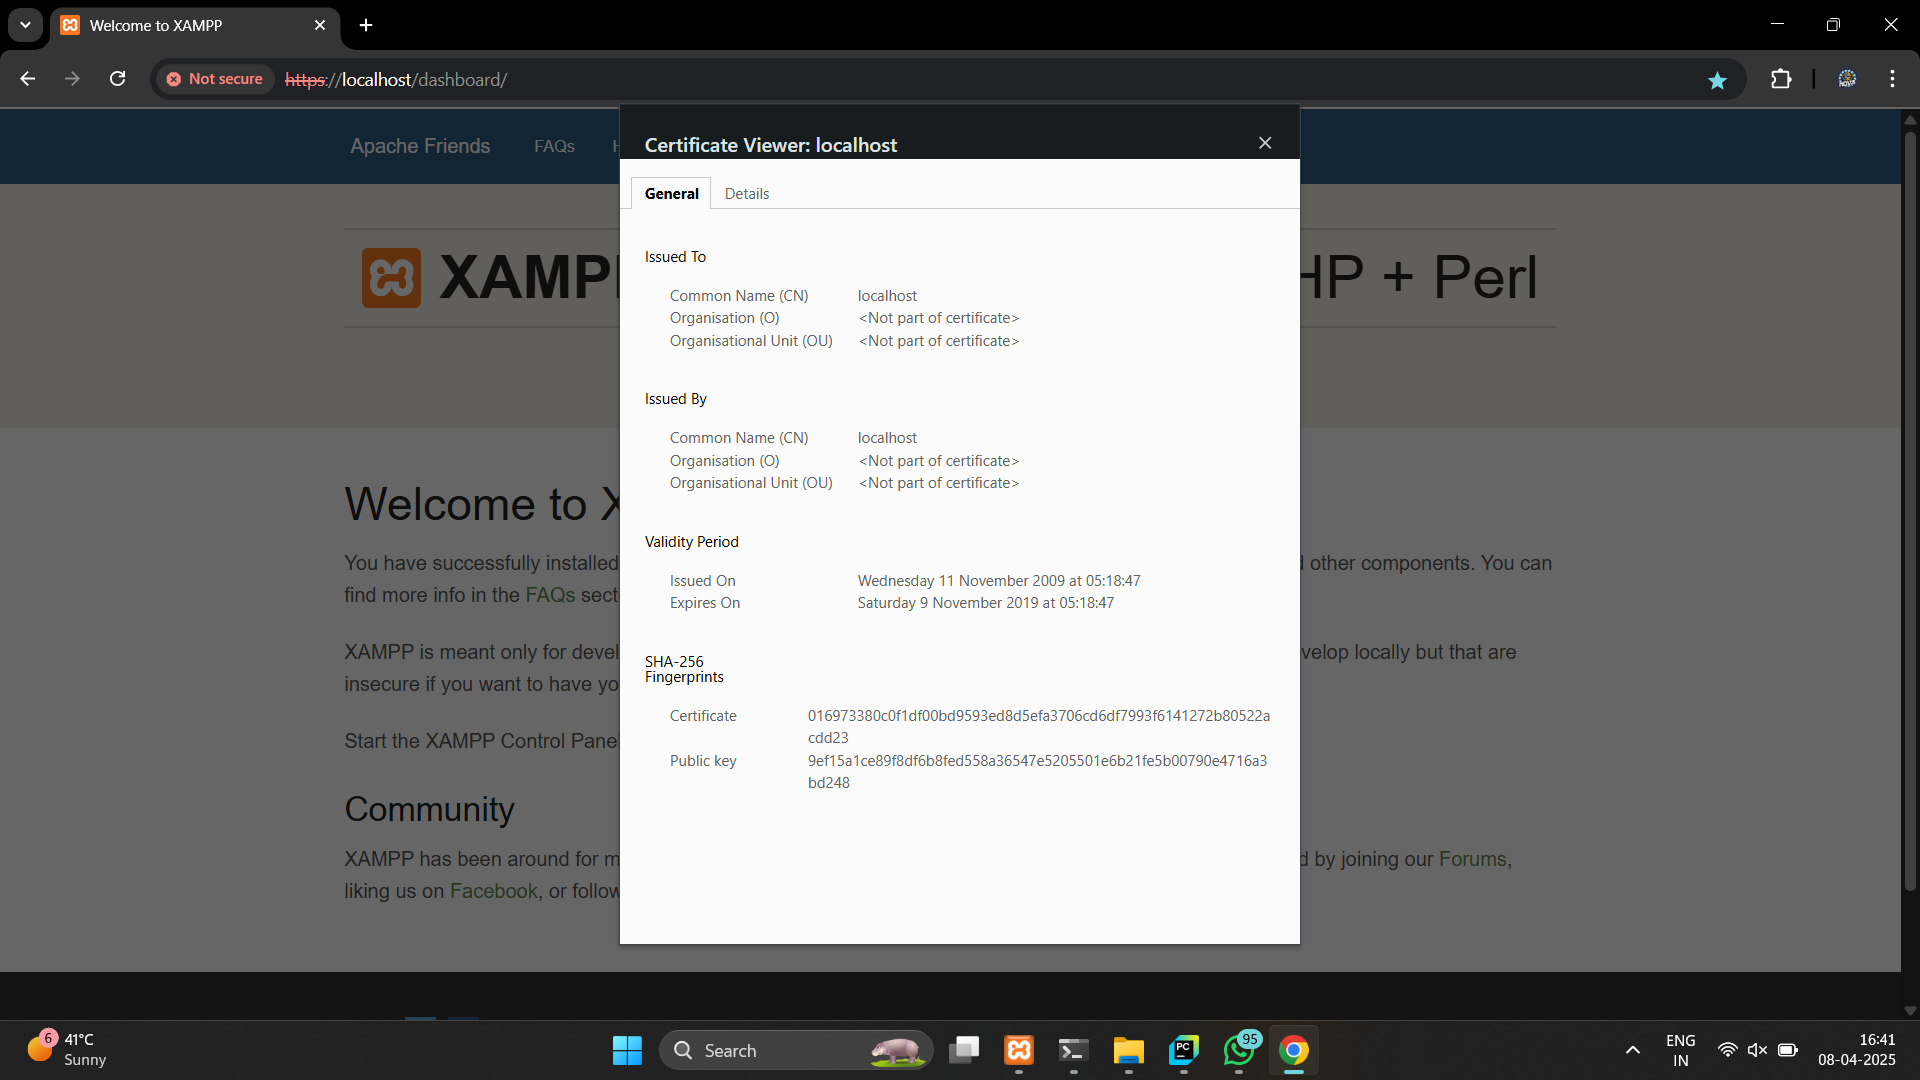 Welcome to XAMPP
Not secure https://localhost/dashboard/
Apache Friends FAQs H
XAMPP HP + Perl
Certificate Viewer: localhost
General Details
Issued To
Common Name (CN) localhost
Organisation (O) <Not part of certificate>
Organisational Unit (OU) <Not part of certificate>
Issued By
Common Name (CN) localhost
Organisation (O) <Not part of certificate>
Organisational Unit (OU) <Not part of certificate>
Validity Period
Issued On Wednesday 11 November 2009 at 05:18:47
Expires On Saturday 9 November 2019 at 05:18:47
SHA-256
Fingerprints
Certificate 016973380c0f1df00bd9593ed8d5efa3706cd6df7993f6141272b80522a
cdd23
Public key 9ef15a1ce89f8df6b8fed558a36547e5205501e6b21fe5b00790e4716a3
bd248
Welcome to X
You have successfully installed other components. You can
find more info in the FAQs sect
XAMPP is meant only for devel velop locally but that are
insecure if you want to have yo
Start the XAMPP Control Pane
Community
XAMPP has been around for m d by joining our Forums,
liking us on Facebook, or follow
6 41°C
Sunny
Search
PC
95
ENG
IN
16:41
08-04-2025